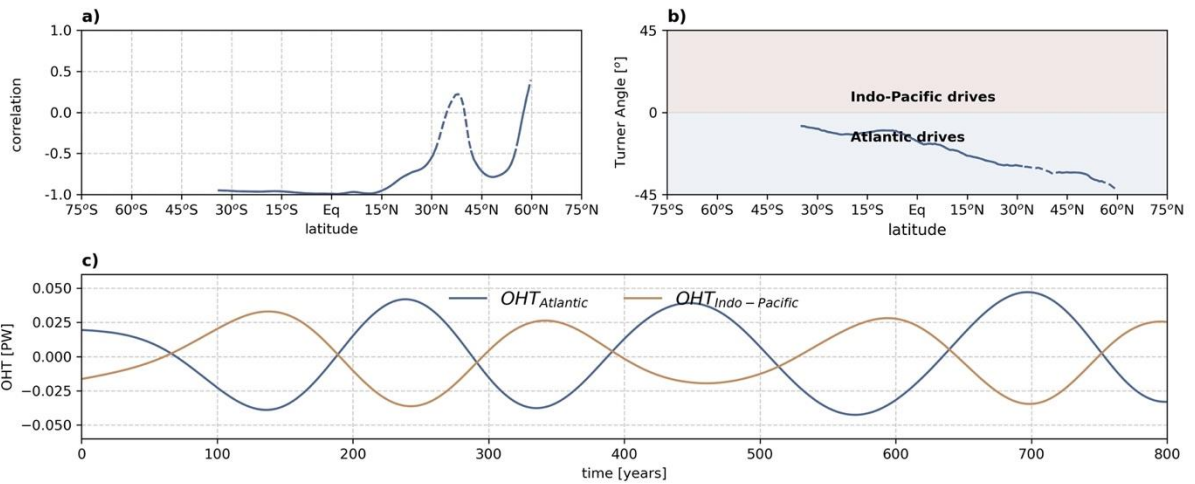 a)
correlation
1.0
0.5
0.0
-0.5
-1.0
75°S 60°S 45°S 30°S 15°S Eq 15°N 30°N 45°N 60°N 75°N
latitude
b)
Turner Angle [°]
45
0
-45
Indo-Pacific drives
Atlantic drives
75°S 60°S 45°S 30°S 15°S Eq 15°N 30°N 45°N 60°N 75°N
latitude
c)
OHT [PW]
0.050
0.025
0.000
−0.025
−0.050
OHT_Atlantic OHT_Indo−Pacific
0 100 200 300 400 500 600 700 800
time [years]